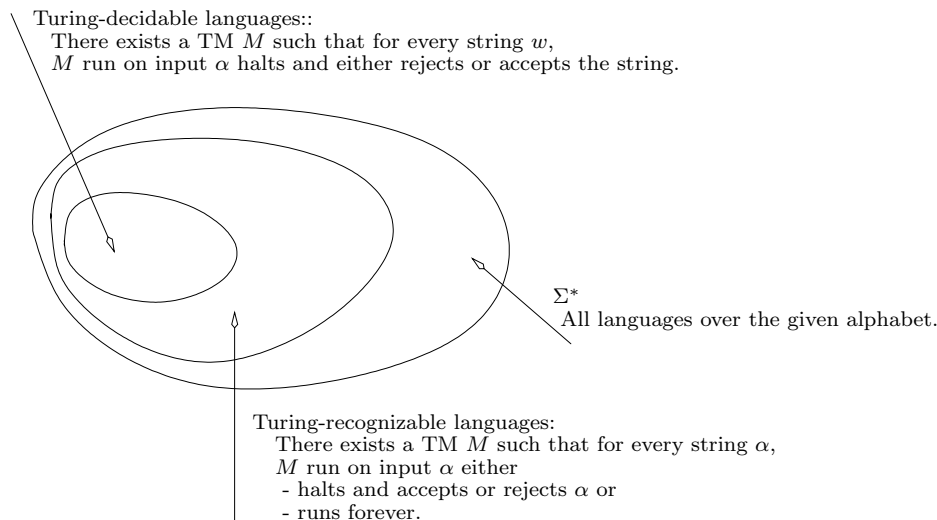 Turing-decidable languages::
There exists a TM M such that for every string w,
M run on input α halts and either rejects or accepts the string.
Σ*
All languages over the given alphabet.
Turing-recognizable languages:
There exists a TM M such that for every string α,
M run on input α either
- halts and accepts or rejects α or
- runs forever.